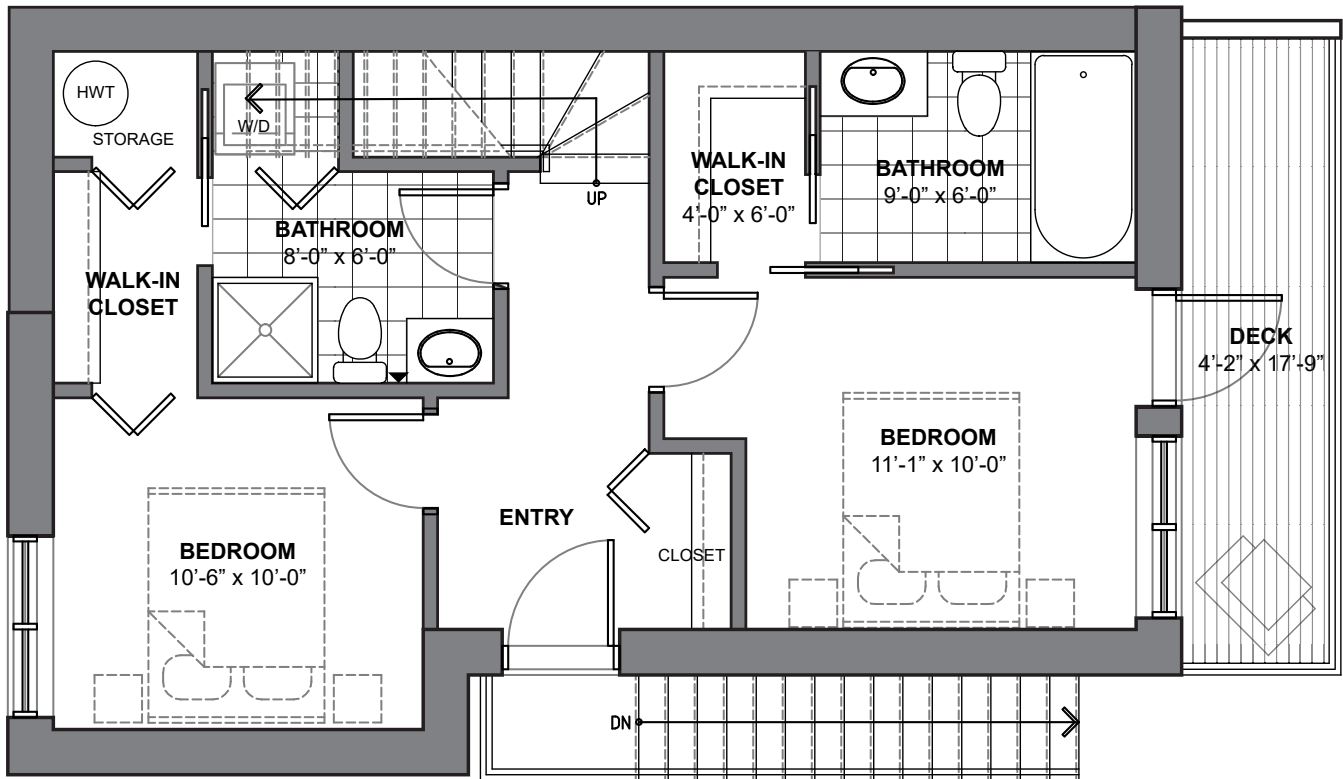 HWT
STORAGE
W/D
UP
WALK-IN
CLOSET
4’-0” x 6’-0”
BATHROOM
9’-0” x 6’-0”
BATHROOM
8’-0” x 6’-0”
WALK-IN
CLOSET
DECK
4’-2” x 17’-9”
BEDROOM
11’-1” x 10’-0”
ENTRY
CLOSET
BEDROOM
10’-6” x 10’-0”
DN